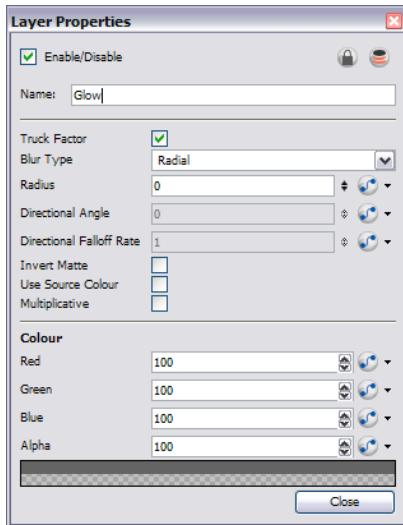 Layer Properties
Enable/Disable
Name: Glow
Truck Factor
Blur Type Radial
Radius 0
Directional Angle 0
Directional Falloff Rate 1
Invert Matte
Use Source Colour
Multiplicative
Colour
Red 100
Green 100
Blue 100
Alpha 100
Close